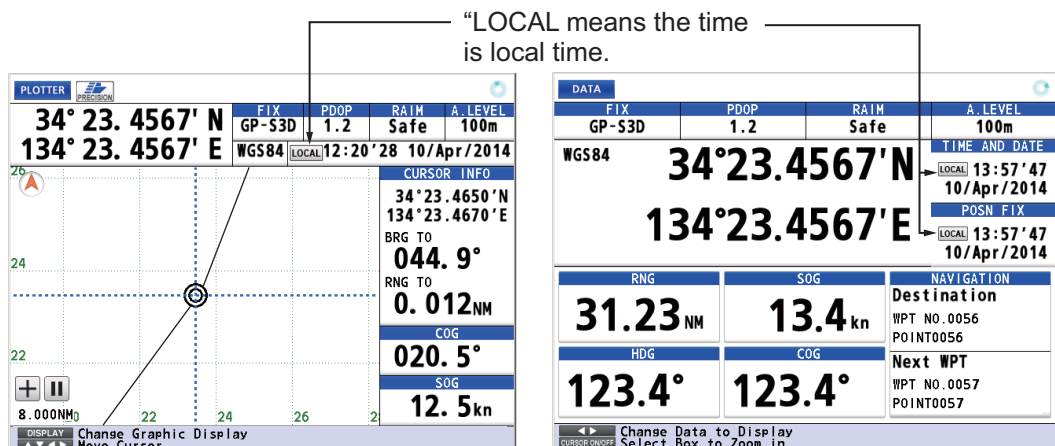 “LOCAL means the time
is local time.
PLOTTER
PRECISION
34° 23. 4567' N
134° 23. 4567' E
FIX
GP-S3D
PDOP
1.2
RAIM
Safe
A.LEVEL
100m
WGS84 LOCAL 12:20'28 10/Apr/2014
26
24
22
CURSOR INFO
34°23.4650'N
134°23.4670'E
BRG TO
044. 9°
RNG TO
0. 012NM
COG
020. 5°
SOG
12. 5kn
8.000NM
22
24
26
DISPLAY Change Graphic Display
Move Cursor
DATA
FIX
GP-S3D
PDOP
1.2
RAIM
Safe
A.LEVEL
100m
WGS84
34°23.4567'N
134°23.4567'E
TIME AND DATE
LOCAL 13:57'47
10/Apr/2014
POSN FIX
LOCAL 13:57'47
10/Apr/2014
RNG
31.23 NM
SOG
13.4 kn
HDG
123.4°
COG
123.4°
NAVIGATION
Destination
WPT NO.0056
POINT0056
Next WPT
WPT NO.0057
POINT0057
Change Data to Display
CURSOR ON/OFF Select Box to Zoom in